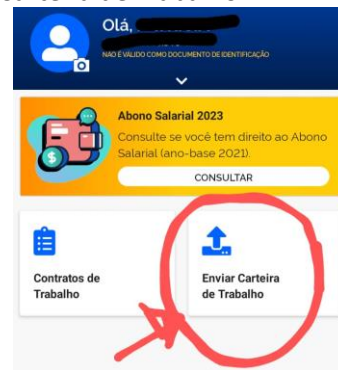 Olá,
NÃO É VÁLIDO COMO DOCUMENTO DE IDENTIFICAÇÃO
Abono Salarial 2023
Consulte se você tem direito ao Abono
Salarial (ano-base 2021).
CONSULTAR
Contratos de
Trabalho
Enviar Carteira
de Trabalho